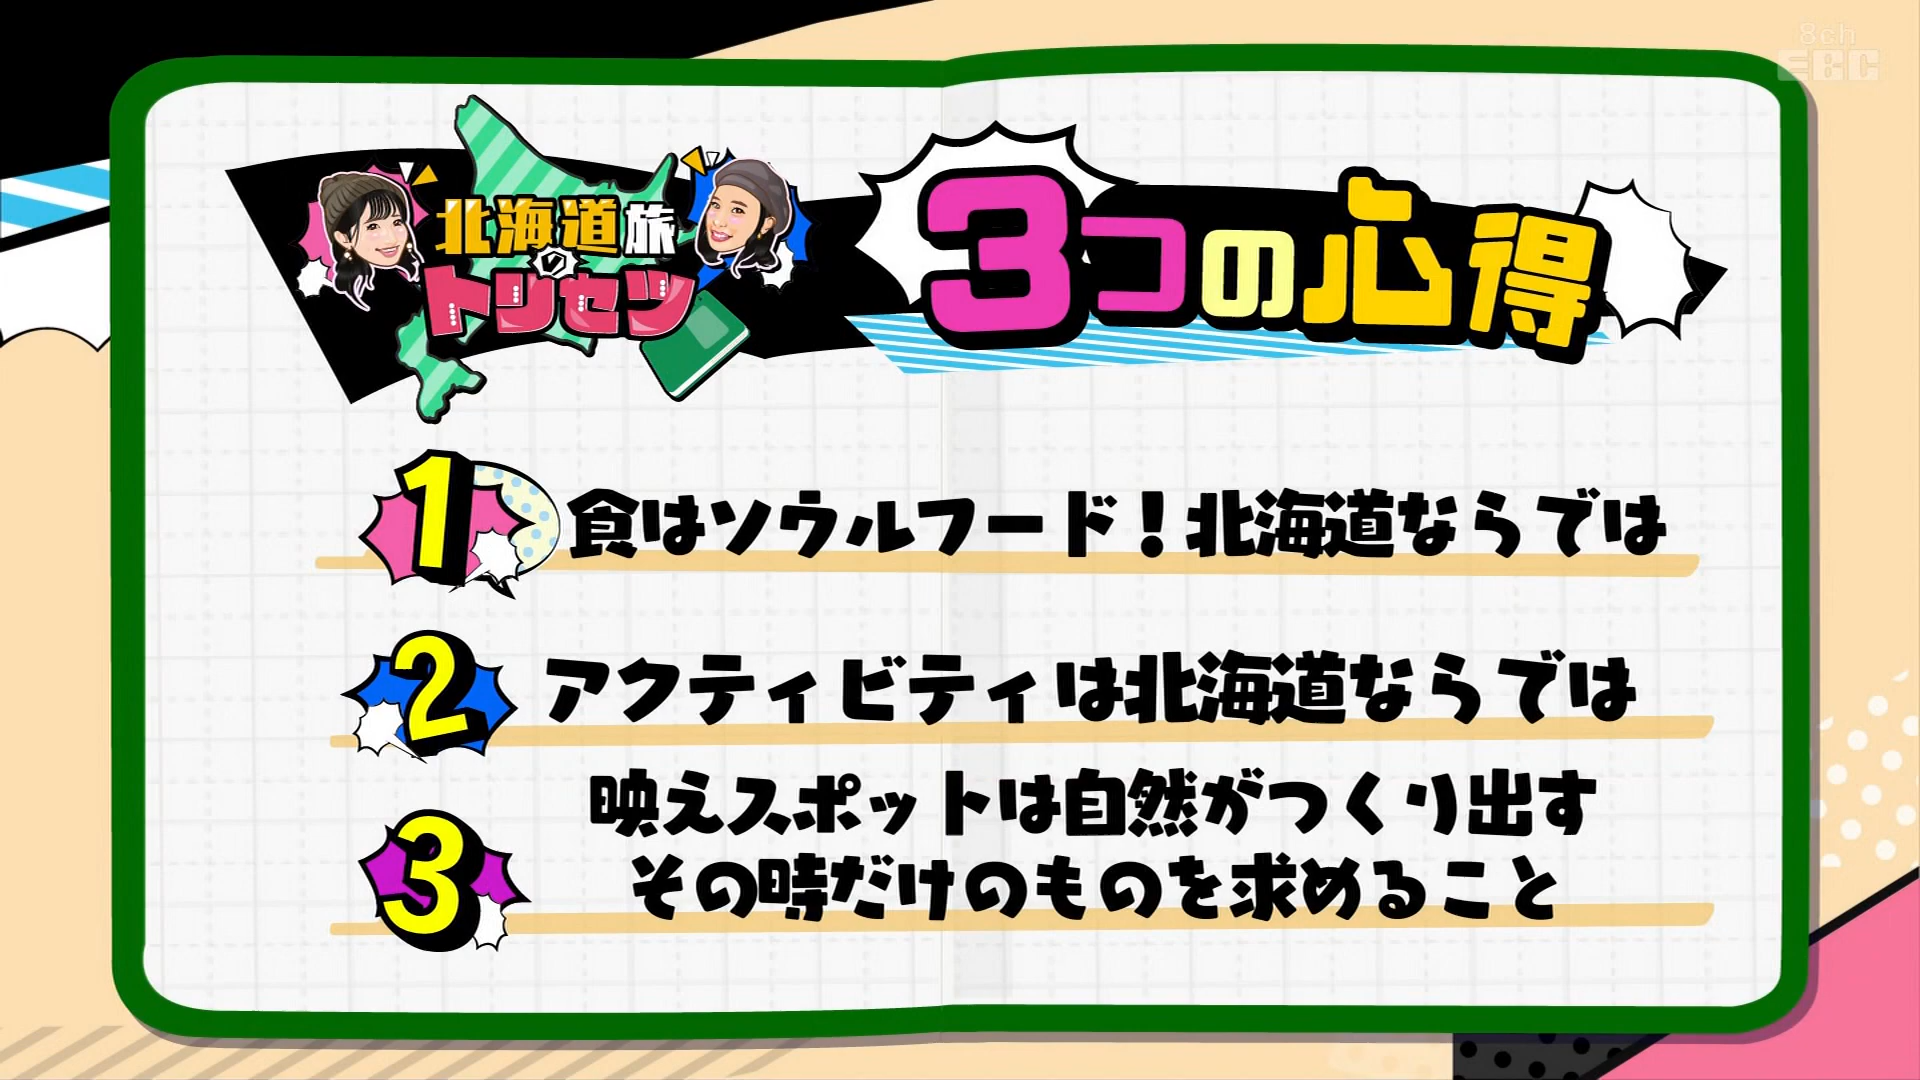 8ch
EBC
北海道旅
の
トリセツ
3つの心得
1 食はソウルフード！北海道ならでは
2 アクティビティは北海道ならでは
3 映えスポットは自然がつくり出す
その時だけのものを求めること